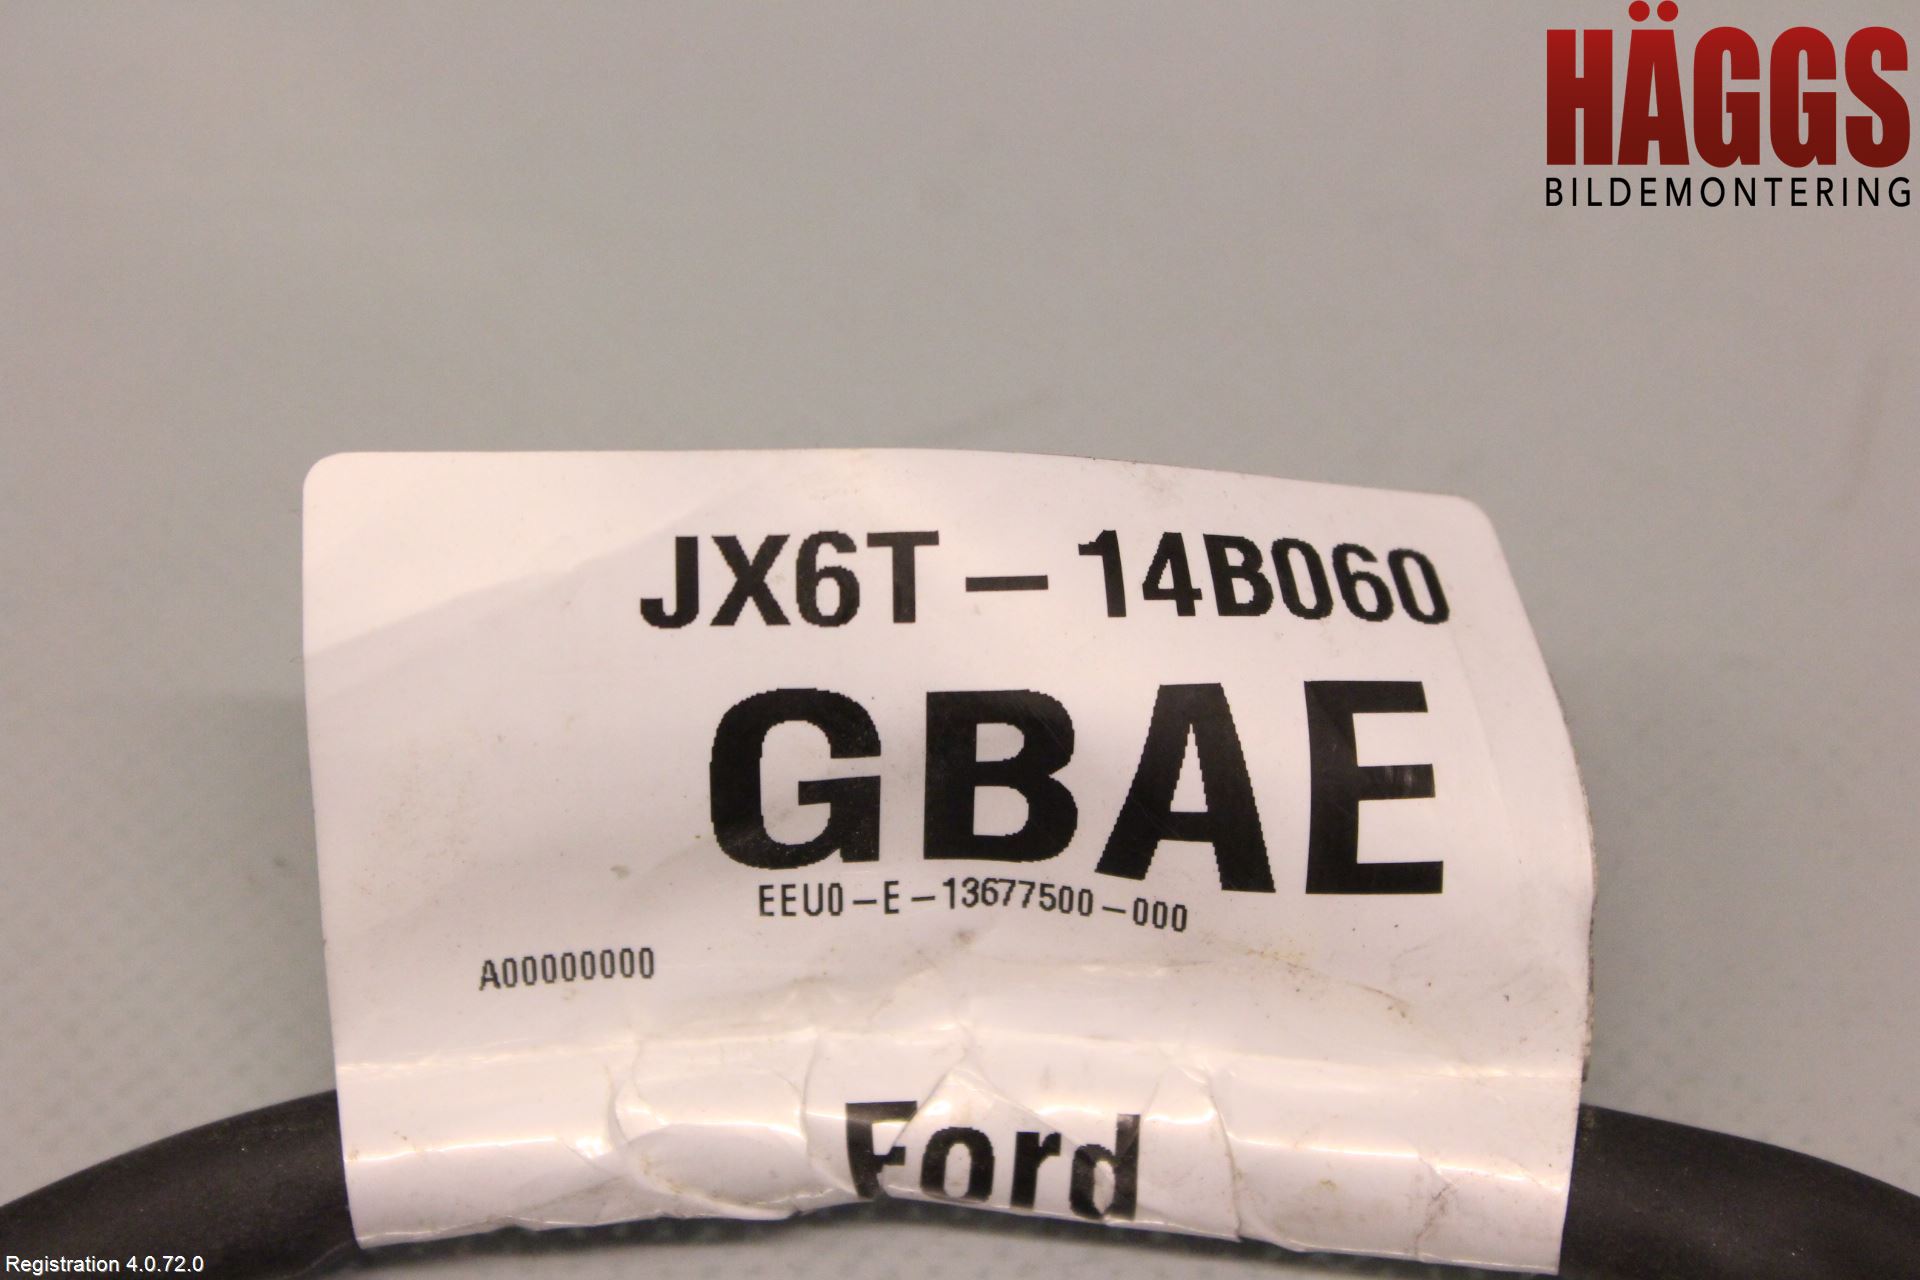 HÄGGS
BILDEMONTERING
JX6T-14B060
GBAE
EEU0-E-13677500-000
A00000000
Ford
Registration 4.0.72.0